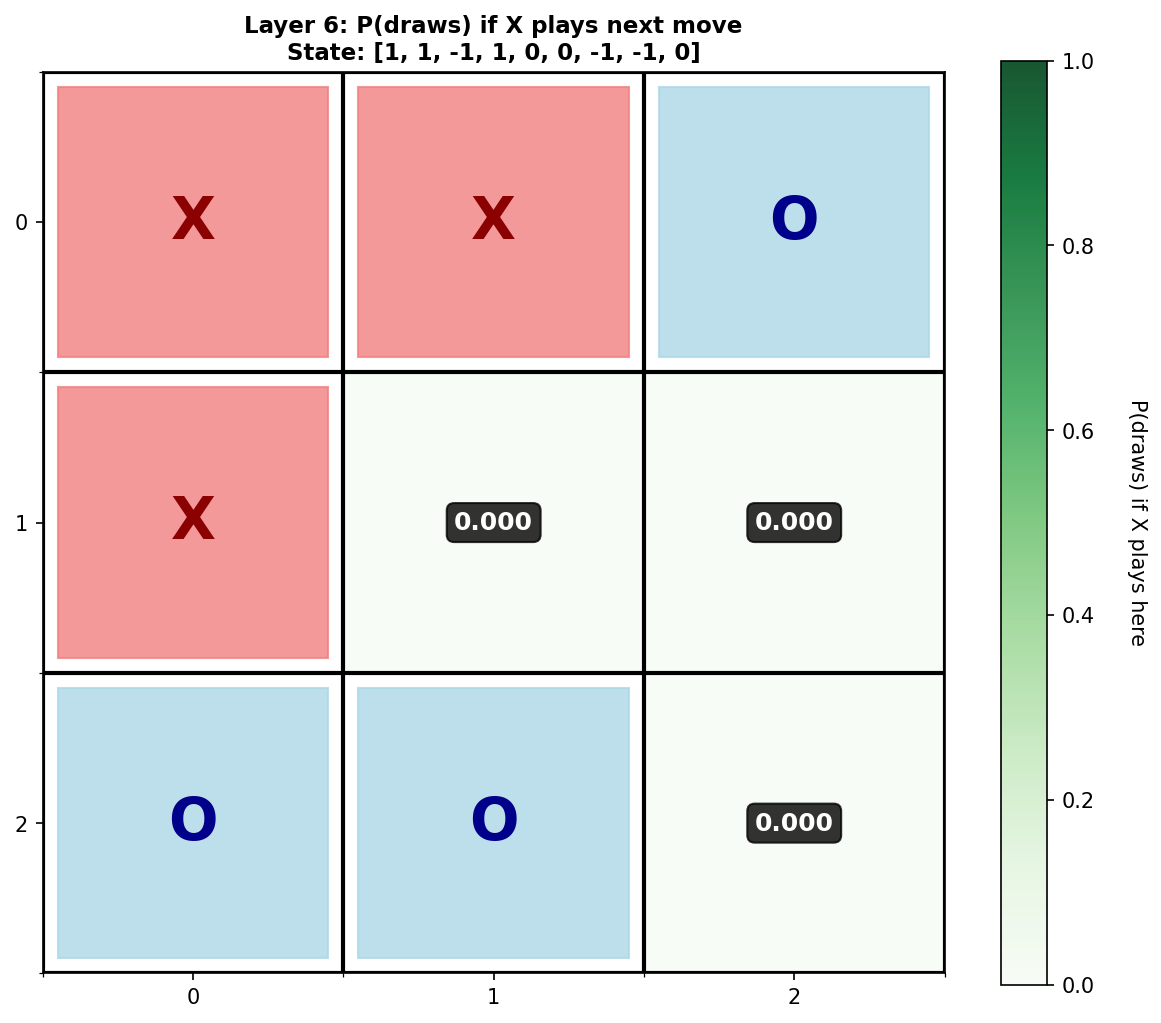 Layer 6: P(draws) if X plays next move
State: [1, 1, -1, 1, 0, 0, -1, -1, 0]
X
X
O
X
0.000
0.000
O
O
0.000
0
1
2
0
1
2
1.0
0.8
0.6
0.4
0.2
0.0
P(draws) if X plays here